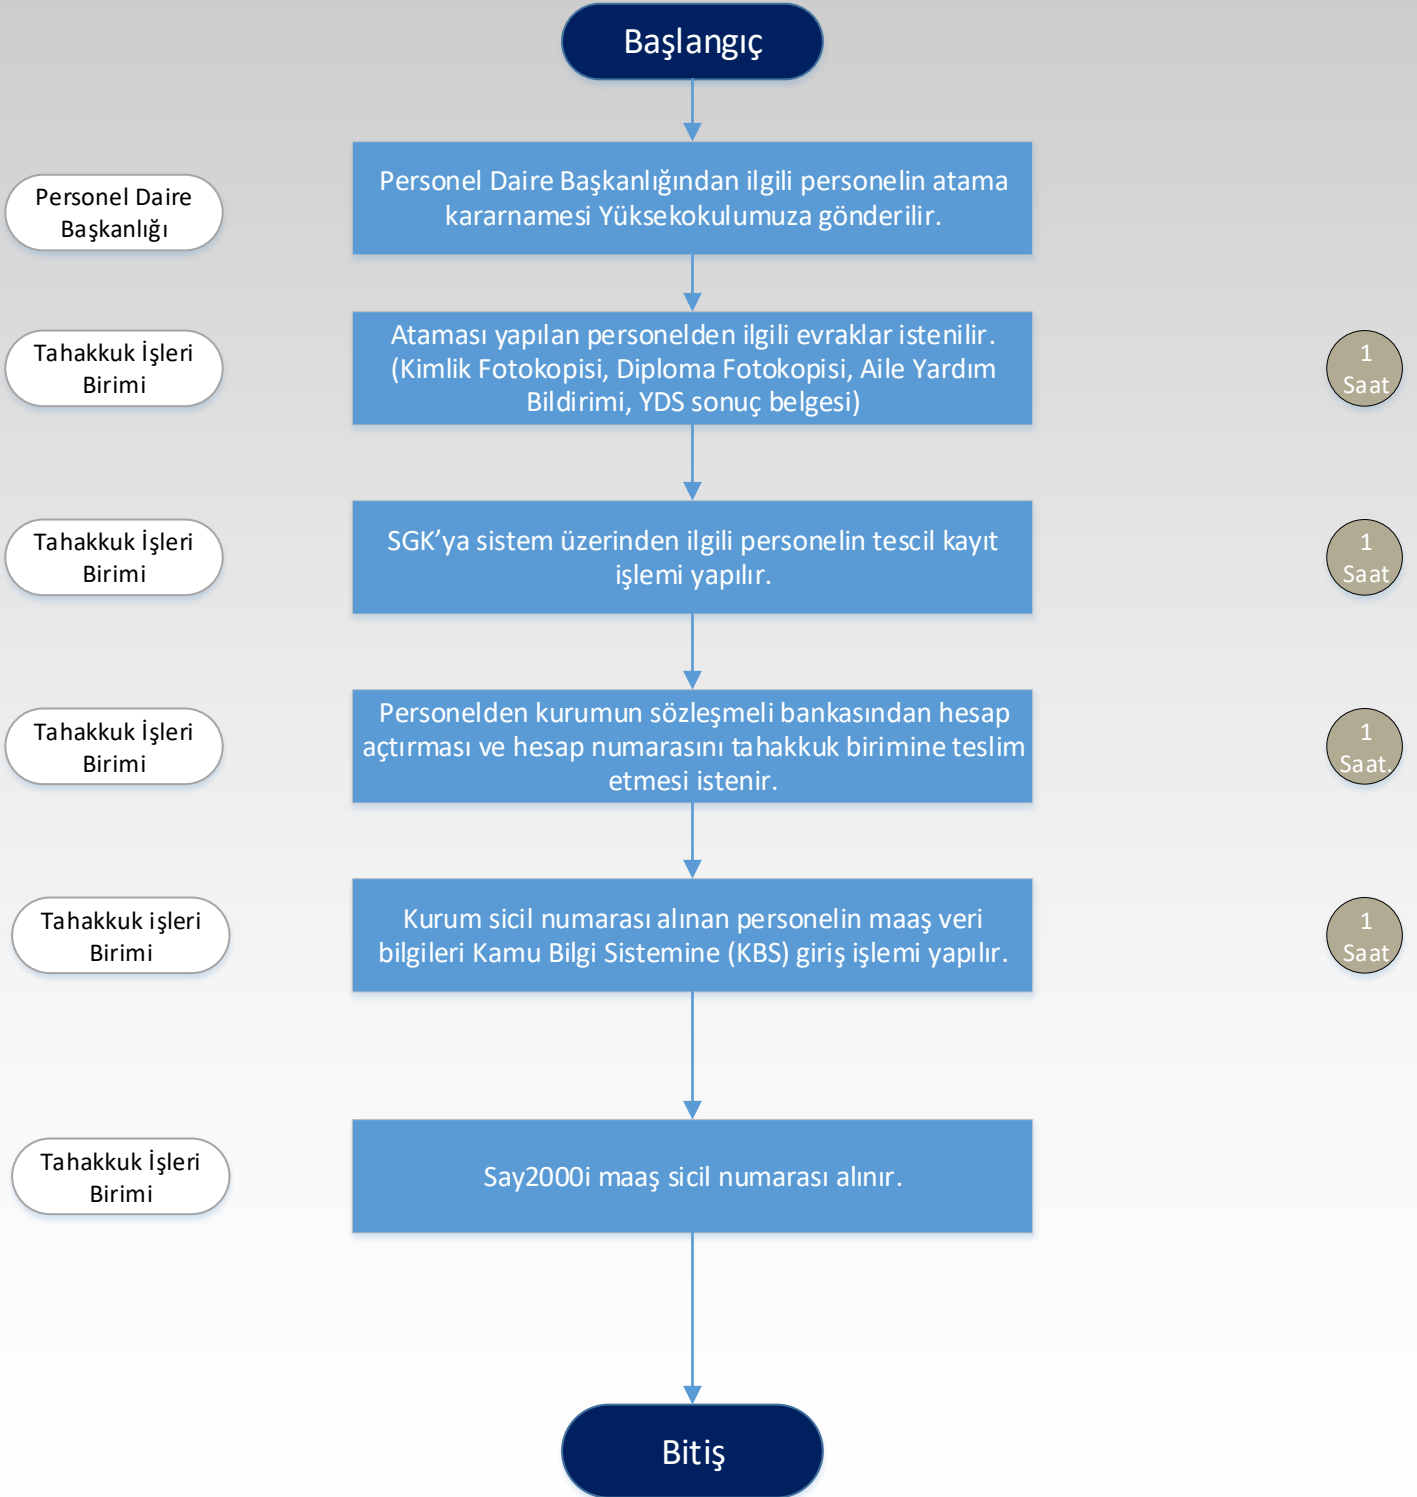 Başlangıç
Personel Daire
Başkanlığı
Personel Daire Başkanlığından ilgili personelin atama
kararnamesi Yüksekokulumuza gönderilir.
Tahakkuk İşleri
Birimi
Ataması yapılan personelden ilgili evraklar istenilir.
(Kimlik Fotokopisi, Diploma Fotokopisi, Aile Yardım
Bildirimi, YDS sonuç belgesi)
1
Saat
Tahakkuk İşleri
Birimi
SGK’ya sistem üzerinden ilgili personelin tescil kayıt
işlemi yapılır.
1
Saat
Tahakkuk İşleri
Birimi
Personelden kurumun sözleşmeli bankasından hesap
açtırması ve hesap numarasını tahakkuk birimine teslim
etmesi istenir.
1
Saat.
Tahakkuk işleri
Birimi
Kurum sicil numarası alınan personelin maaş veri
bilgileri Kamu Bilgi Sistemine (KBS) giriş işlemi yapılır.
1
Saat
Tahakkuk İşleri
Birimi
Say2000i maaş sicil numarası alınır.
Bitiş